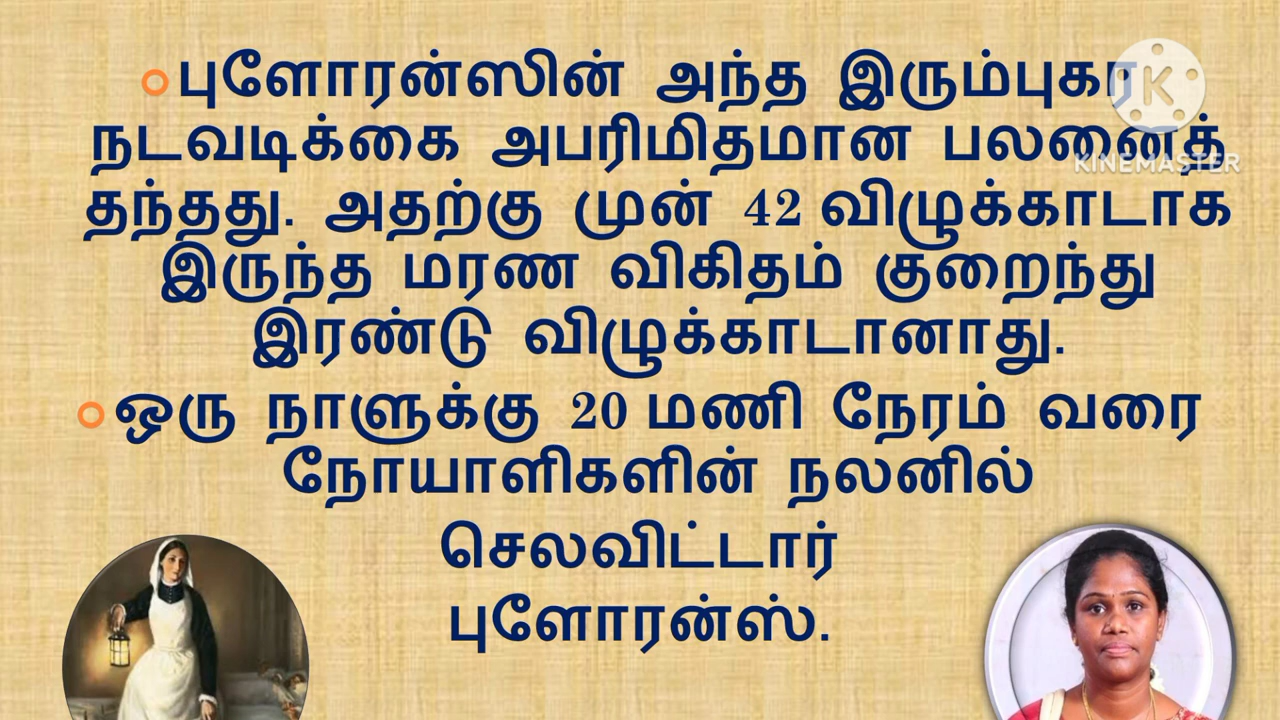 புளோரன்ஸின் அந்த இரும்புகர
நடவடிக்கை அபரிமிதமான பலனைத்
தந்தது. அதற்கு முன் 42 விழுக்காடாக
இருந்த மரண விகிதம் குறைந்து
இரண்டு விழுக்காடானாது.
ஒரு நாளுக்கு 20 மணி நேரம் வரை
நோயாளிகளின் நலனில்
செலவிட்டார்
புளோரன்ஸ்.
K
KINEMASTER